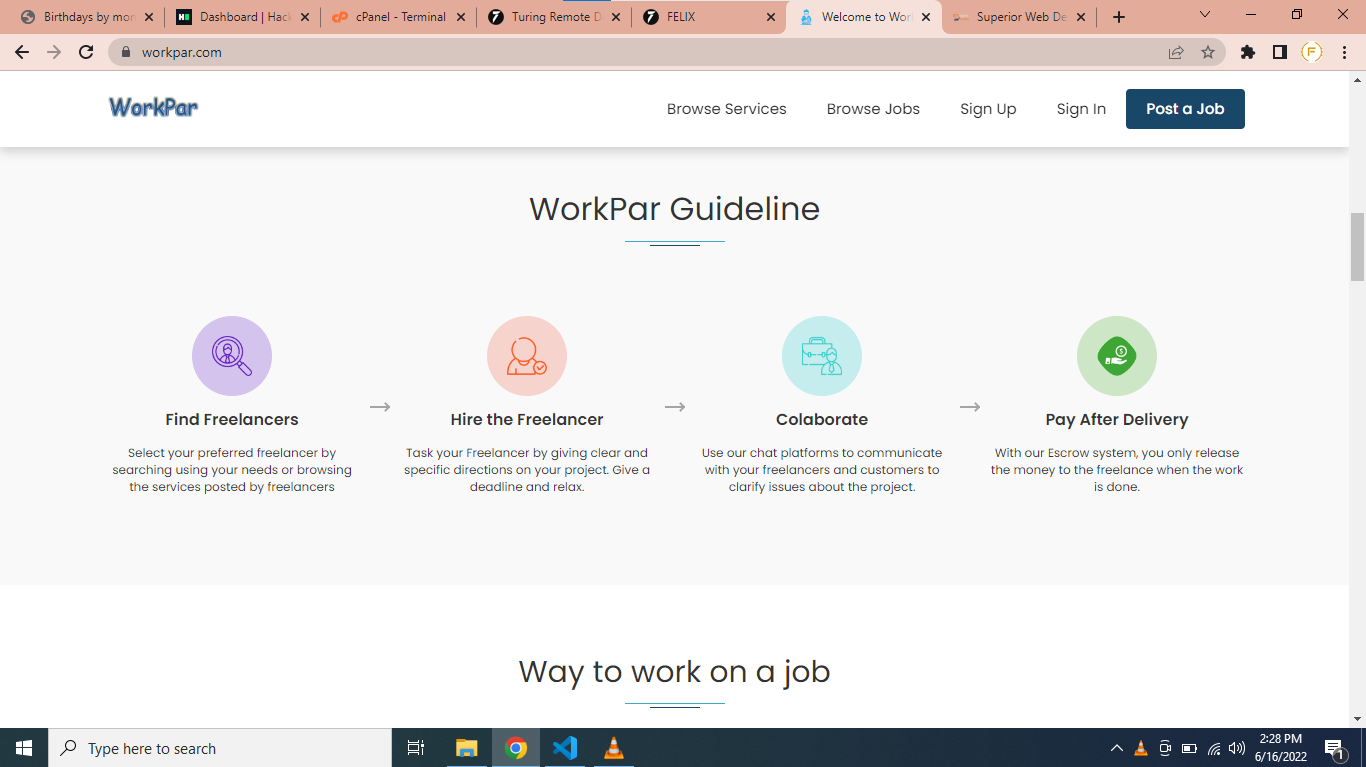 Birthdays by mon
Dashboard | Hack
cPanel - Terminal
Turing Remote D
FELIX
Welcome to Worl
Superior Web De
workpar.com
F
WorkPar
Browse Services
Browse Jobs
Sign Up
Sign In
Post a Job
WorkPar Guideline
Find Freelancers
Select your preferred freelancer by
searching using your needs or browsing
the services posted by freelancers
Hire the Freelancer
Task your Freelancer by giving clear and
specific directions on your project. Give a
deadline and relax.
Colaborate
Use our chat platforms to communicate
with your freelancers and customers to
clarify issues about the project.
Pay After Delivery
With our Escrow system, you only release
the money to the freelance when the work
is done.
Way to work on a job
Type here to search
2:28 PM
6/16/2022
1